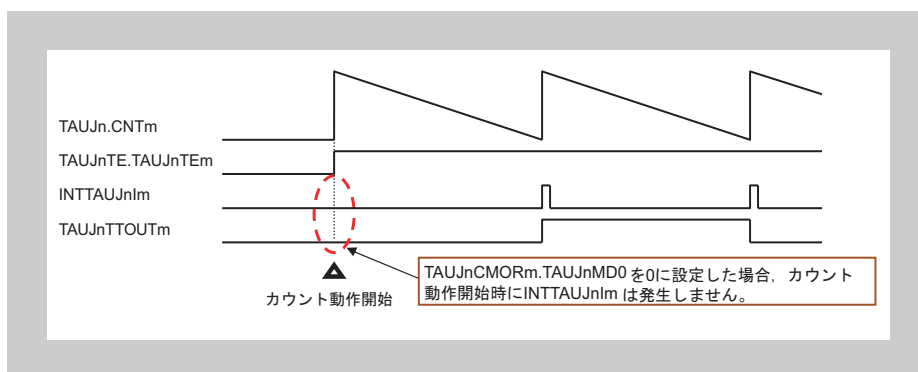 TAUJn.CNTm
TAUJnTE.TAUJnTEm
INTTAUJnIm
TAUJnTTOUTm
カウント動作開始
TAUJnCMORm.TAUJnMD0 を0に設定した場合，カウント
動作開始時にINTTAUJnIm は発生しません。